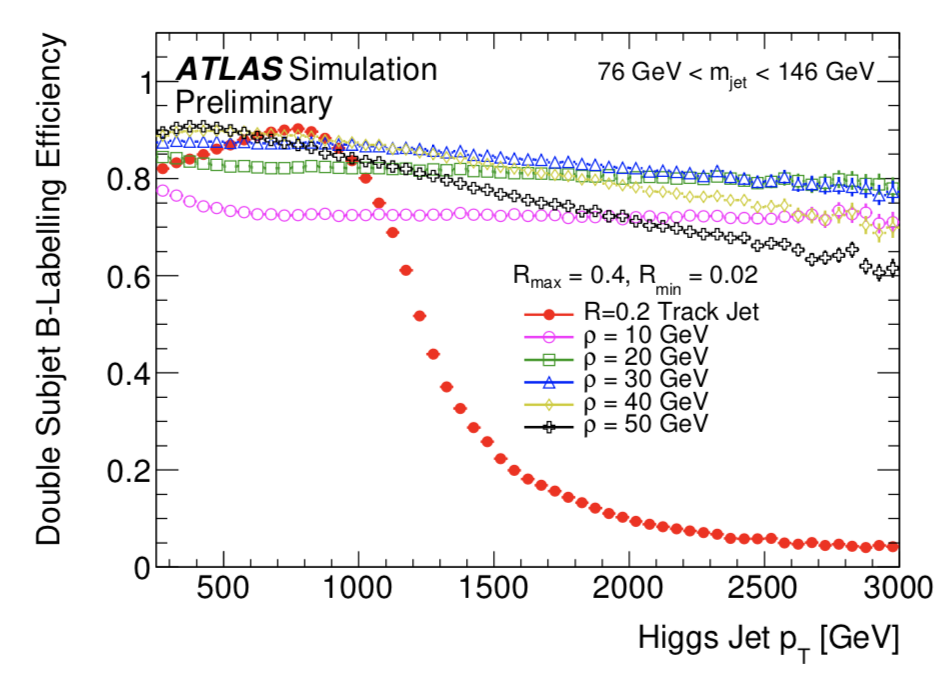 ATLAS Simulation
Preliminary
76 GeV < m_jet < 146 GeV
Double Subjet B-Labelling Efficiency
1
0.8
0.6
0.4
0.2
0
R_max = 0.4, R_min = 0.02
R=0.2 Track Jet
ρ = 10 GeV
ρ = 20 GeV
ρ = 30 GeV
ρ = 40 GeV
ρ = 50 GeV
500 1000 1500 2000 2500 3000
Higgs Jet p_T [GeV]